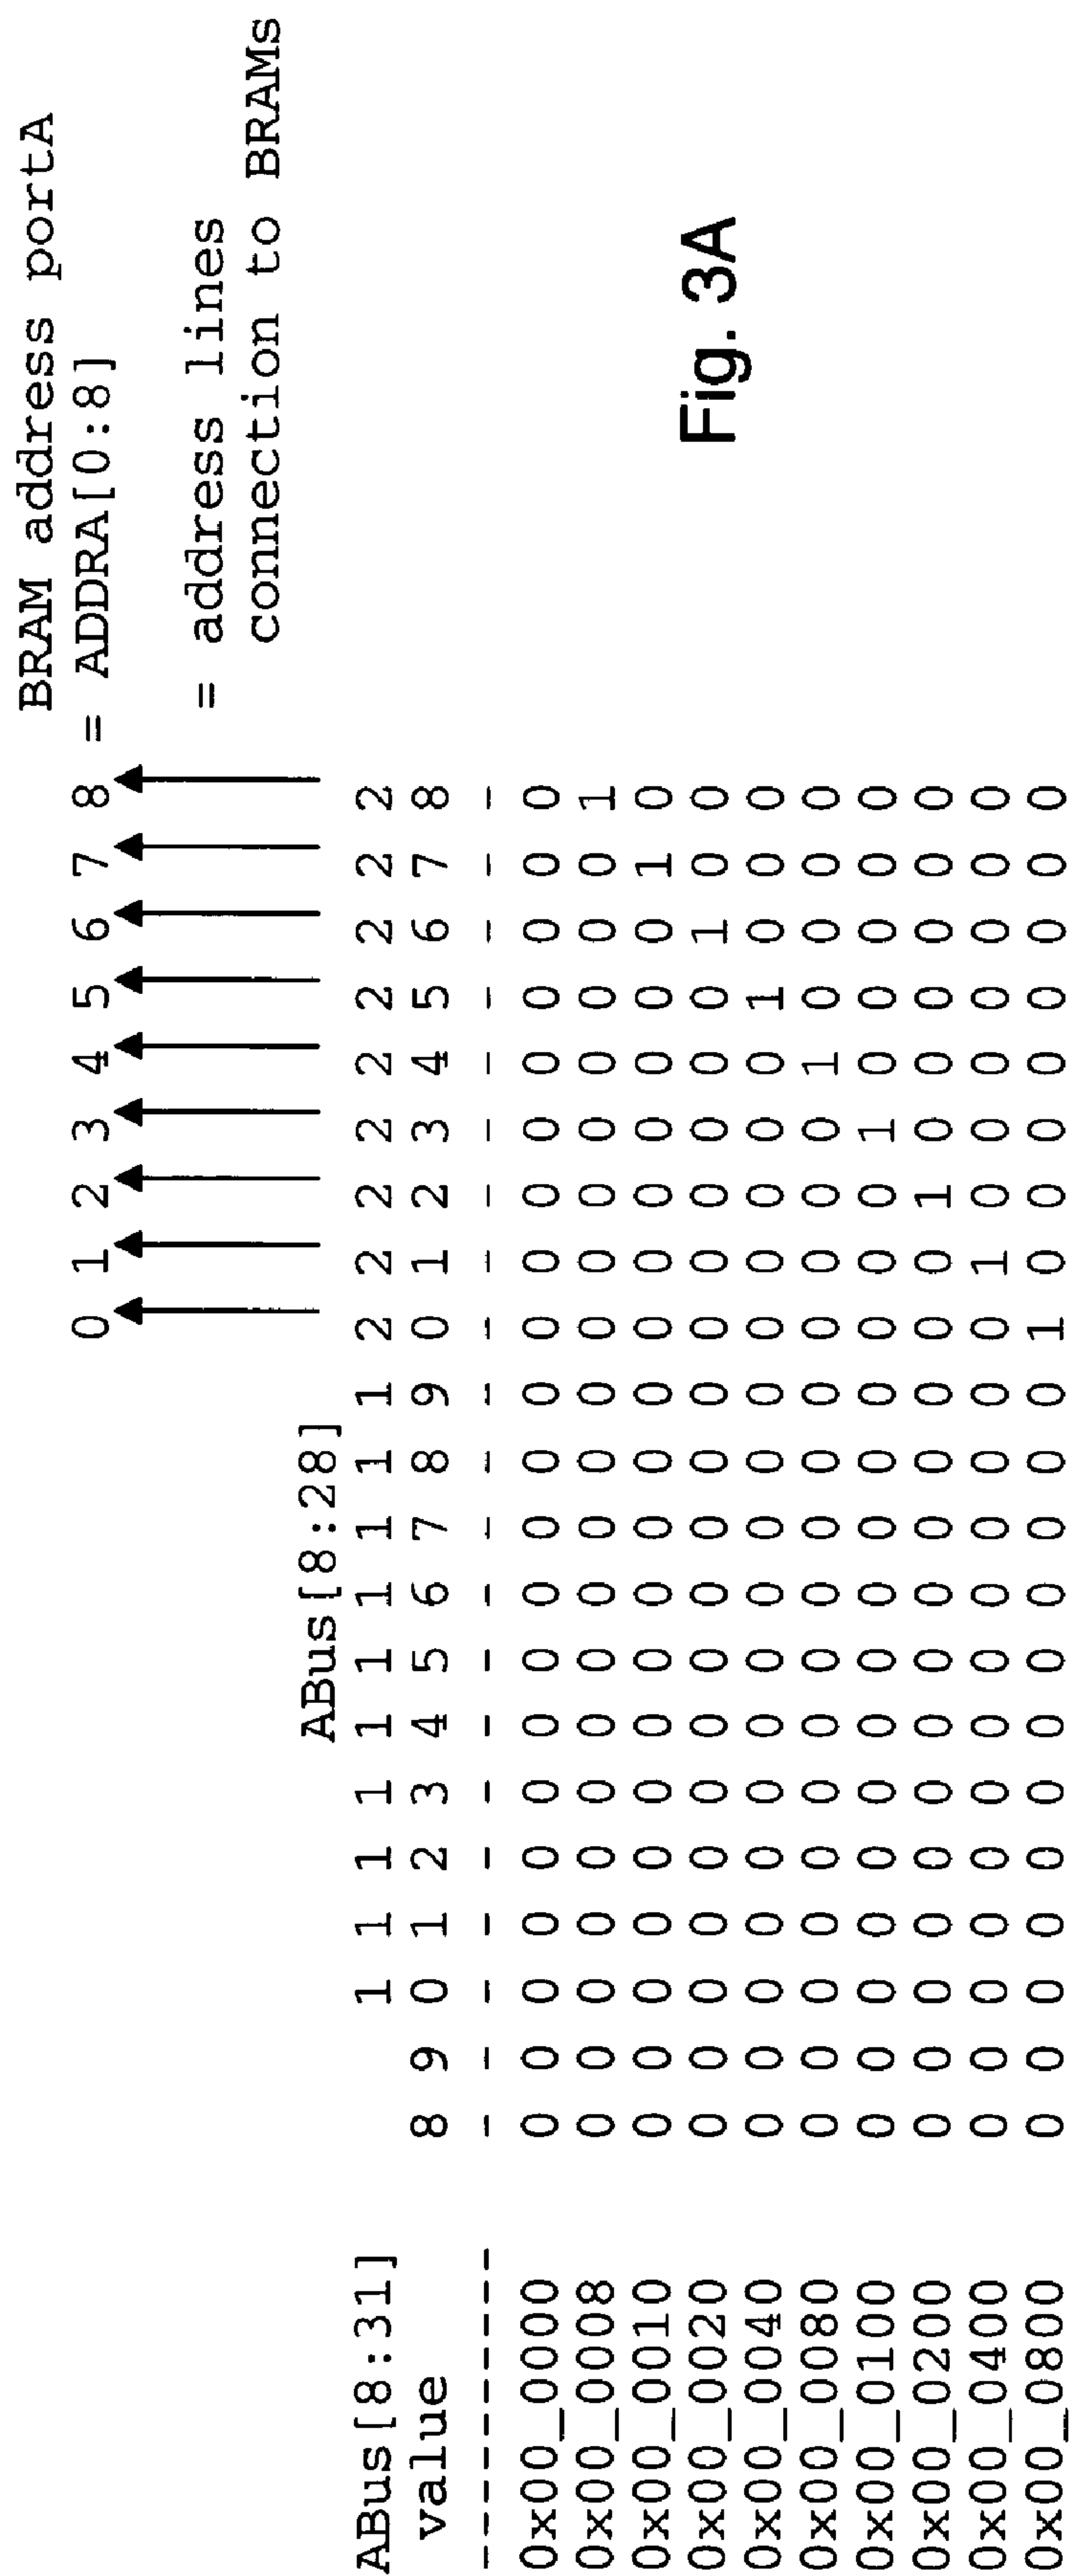 BRAM address portA
0 1 2 3 4 5 6 7 8 = ADDRA[0:8]
= address lines
connection to BRAMs
ABus[8:28]
ABus[8:31] 1 1 1 1 1 1 1 1 1 1 2 2 2 2 2 2 2 2 2
value 8 9 0 1 2 3 4 5 6 7 8 9 0 1 2 3 4 5 6 7 8
---------- - - - - - - - - - - - - - - - - - - - - -
0x00_0000 0 0 0 0 0 0 0 0 0 0 0 0 0 0 0 0 0 0 0 0 0
0x00_0008 0 0 0 0 0 0 0 0 0 0 0 0 0 0 0 0 0 0 0 0 1
0x00_0010 0 0 0 0 0 0 0 0 0 0 0 0 0 0 0 0 0 0 0 1 0
0x00_0020 0 0 0 0 0 0 0 0 0 0 0 0 0 0 0 0 0 0 1 0 0
0x00_0040 0 0 0 0 0 0 0 0 0 0 0 0 0 0 0 0 0 1 0 0 0
0x00_0080 0 0 0 0 0 0 0 0 0 0 0 0 0 0 0 0 1 0 0 0 0
0x00_0100 0 0 0 0 0 0 0 0 0 0 0 0 0 0 0 1 0 0 0 0 0
0x00_0200 0 0 0 0 0 0 0 0 0 0 0 0 0 0 1 0 0 0 0 0 0
0x00_0400 0 0 0 0 0 0 0 0 0 0 0 0 0 1 0 0 0 0 0 0 0
0x00_0800 0 0 0 0 0 0 0 0 0 0 0 0 1 0 0 0 0 0 0 0 0
Fig. 3A